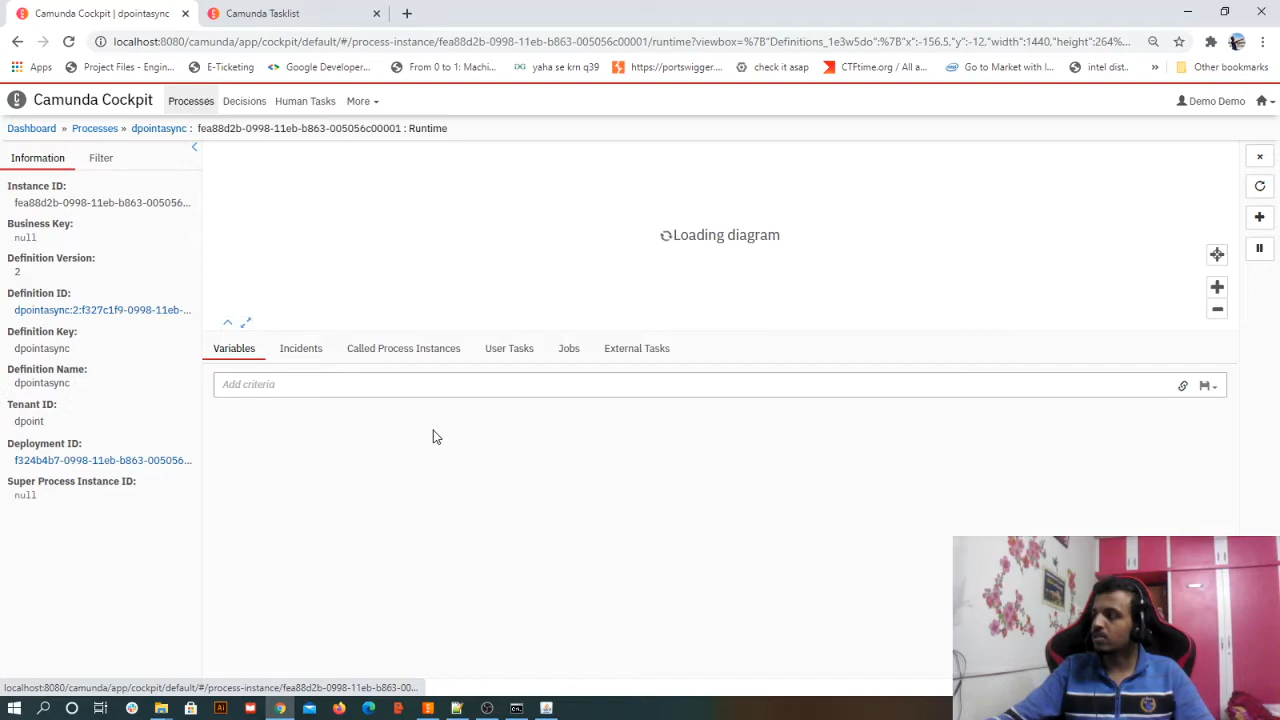 Camunda Cockpit | dpointasync
Camunda Tasklist
localhost:8080/camunda/app/cockpit/default/#/process-instance/fea88d2b-0998-11eb-b863-005056c00001/runtime?viewbox=%7B"Definitions_1e3w5do":%7B"x":-156.5,"y":-12,"width":1440,"height":264%...
Apps
Project Files - Engin...
E-Ticketing
Google Developer...
From 0 to 1: Machi...
yaha se krn q39
https://portswigger....
check it asap
CTFtime.org / All a...
Go to Market with I...
intel dist..
»
Other bookmarks
Camunda Cockpit
Processes
Decisions
Human Tasks
More
Demo Demo
Dashboard » Processes » dpointasync : fea88d2b-0998-11eb-b863-005056c00001 : Runtime
Information
Filter
Instance ID:
fea88d2b-0998-11eb-b863-005056...
Business Key:
null
Definition Version:
2
Definition ID:
dpointasync:2:f327c1f9-0998-11eb-...
Definition Key:
dpointasync
Definition Name:
dpointasync
Tenant ID:
dpoint
Deployment ID:
f324b4b7-0998-11eb-b863-005056...
Super Process Instance ID:
null
Loading diagram
Variables
Incidents
Called Process Instances
User Tasks
Jobs
External Tasks
Add criteria
localhost:8080/camunda/app/cockpit/default/#/process-instance/fea88d2b-0998-11eb-b863-00...